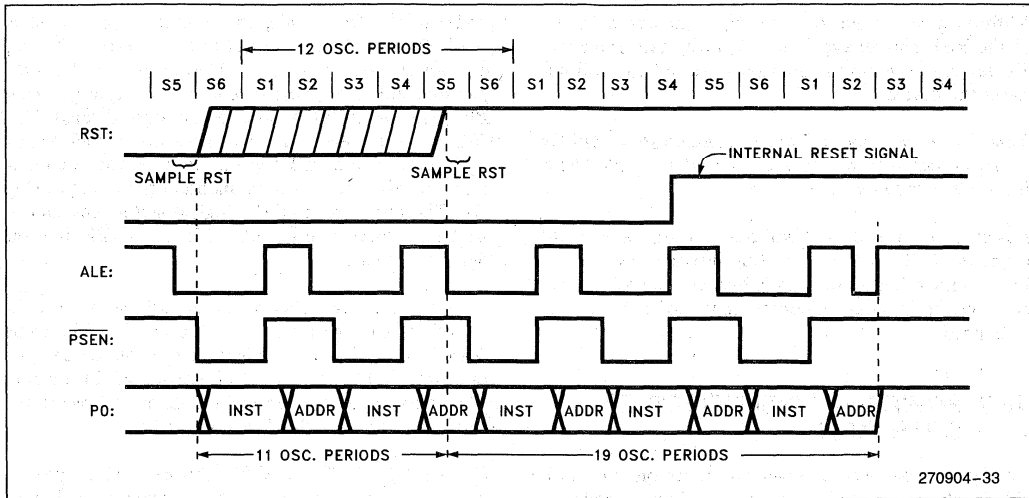 12 OSC. PERIODS
S5 S6 S1 S2 S3 S4 S5 S6 S1 S2 S3 S4 S5 S6 S1 S2 S3 S4
RST:
SAMPLE RST
SAMPLE RST
INTERNAL RESET SIGNAL
ALE:
PSEN:
P0: INST ADDR INST ADDR INST ADDR INST ADDR INST ADDR
11 OSC. PERIODS 19 OSC. PERIODS
270904-33